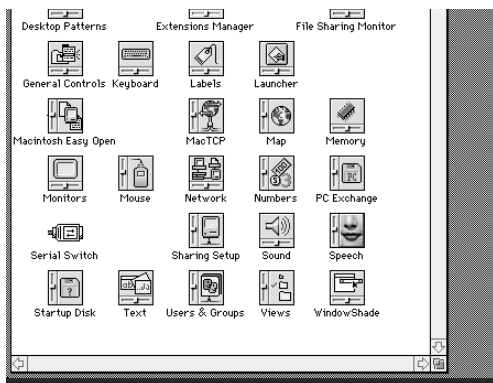 Desktop Patterns Extensions Manager File Sharing Monitor
General Controls Keyboard Labels Launcher
Macintosh Easy Open MacTCP Map Memory
Monitors Mouse Network Numbers PC Exchange
Serial Switch Sharing Setup Sound Speech
Startup Disk Text Users & Groups Views WindowShade